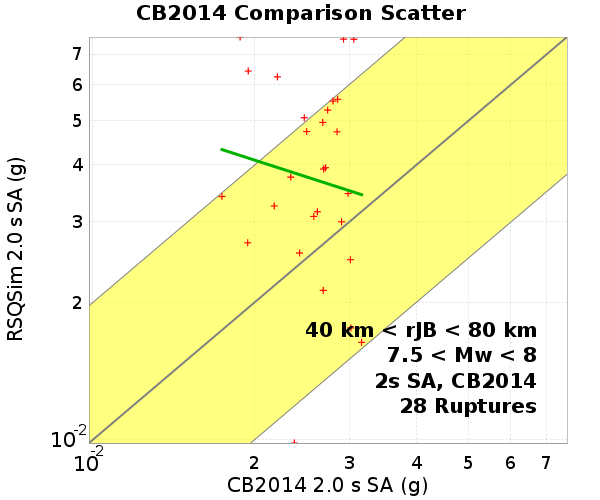 CB2014 Comparison Scatter
RSQSim 2.0 s SA (g)
7
6
5
4
3
2
10-2
40 km < rJB < 80 km
7.5 < Mw < 8
2s SA, CB2014
28 Ruptures
10-2 2 3 4 5 6 7
CB2014 2.0 s SA (g)